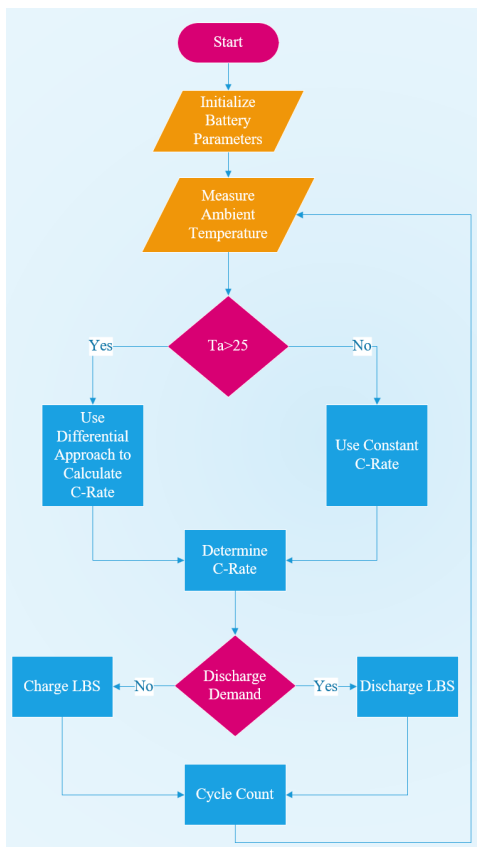 Start
Initialize
Battery
Parameters
Measure
Ambient
Temperature
Ta>25
Yes
No
Use
Differential
Approach to
Calculate
C-Rate
Use Constant
C-Rate
Determine
C-Rate
Discharge
Demand
No
Yes
Charge LBS
Discharge LBS
Cycle Count